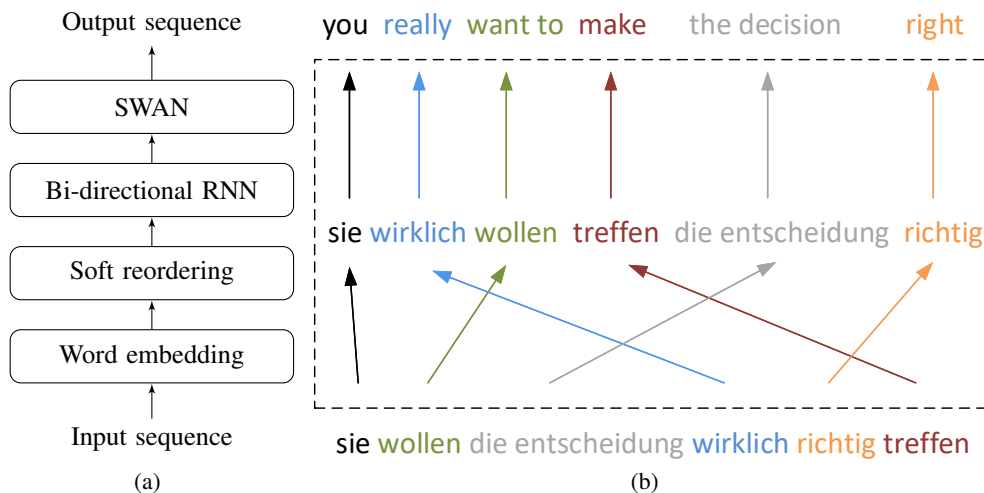 Output sequence
SWAN
Bi-directional RNN
Soft reordering
Word embedding
Input sequence
(a)
you really want to make the decision right
sie wirklich wollen treffen die entscheidung richtig
sie wollen die entscheidung wirklich richtig treffen
(b)